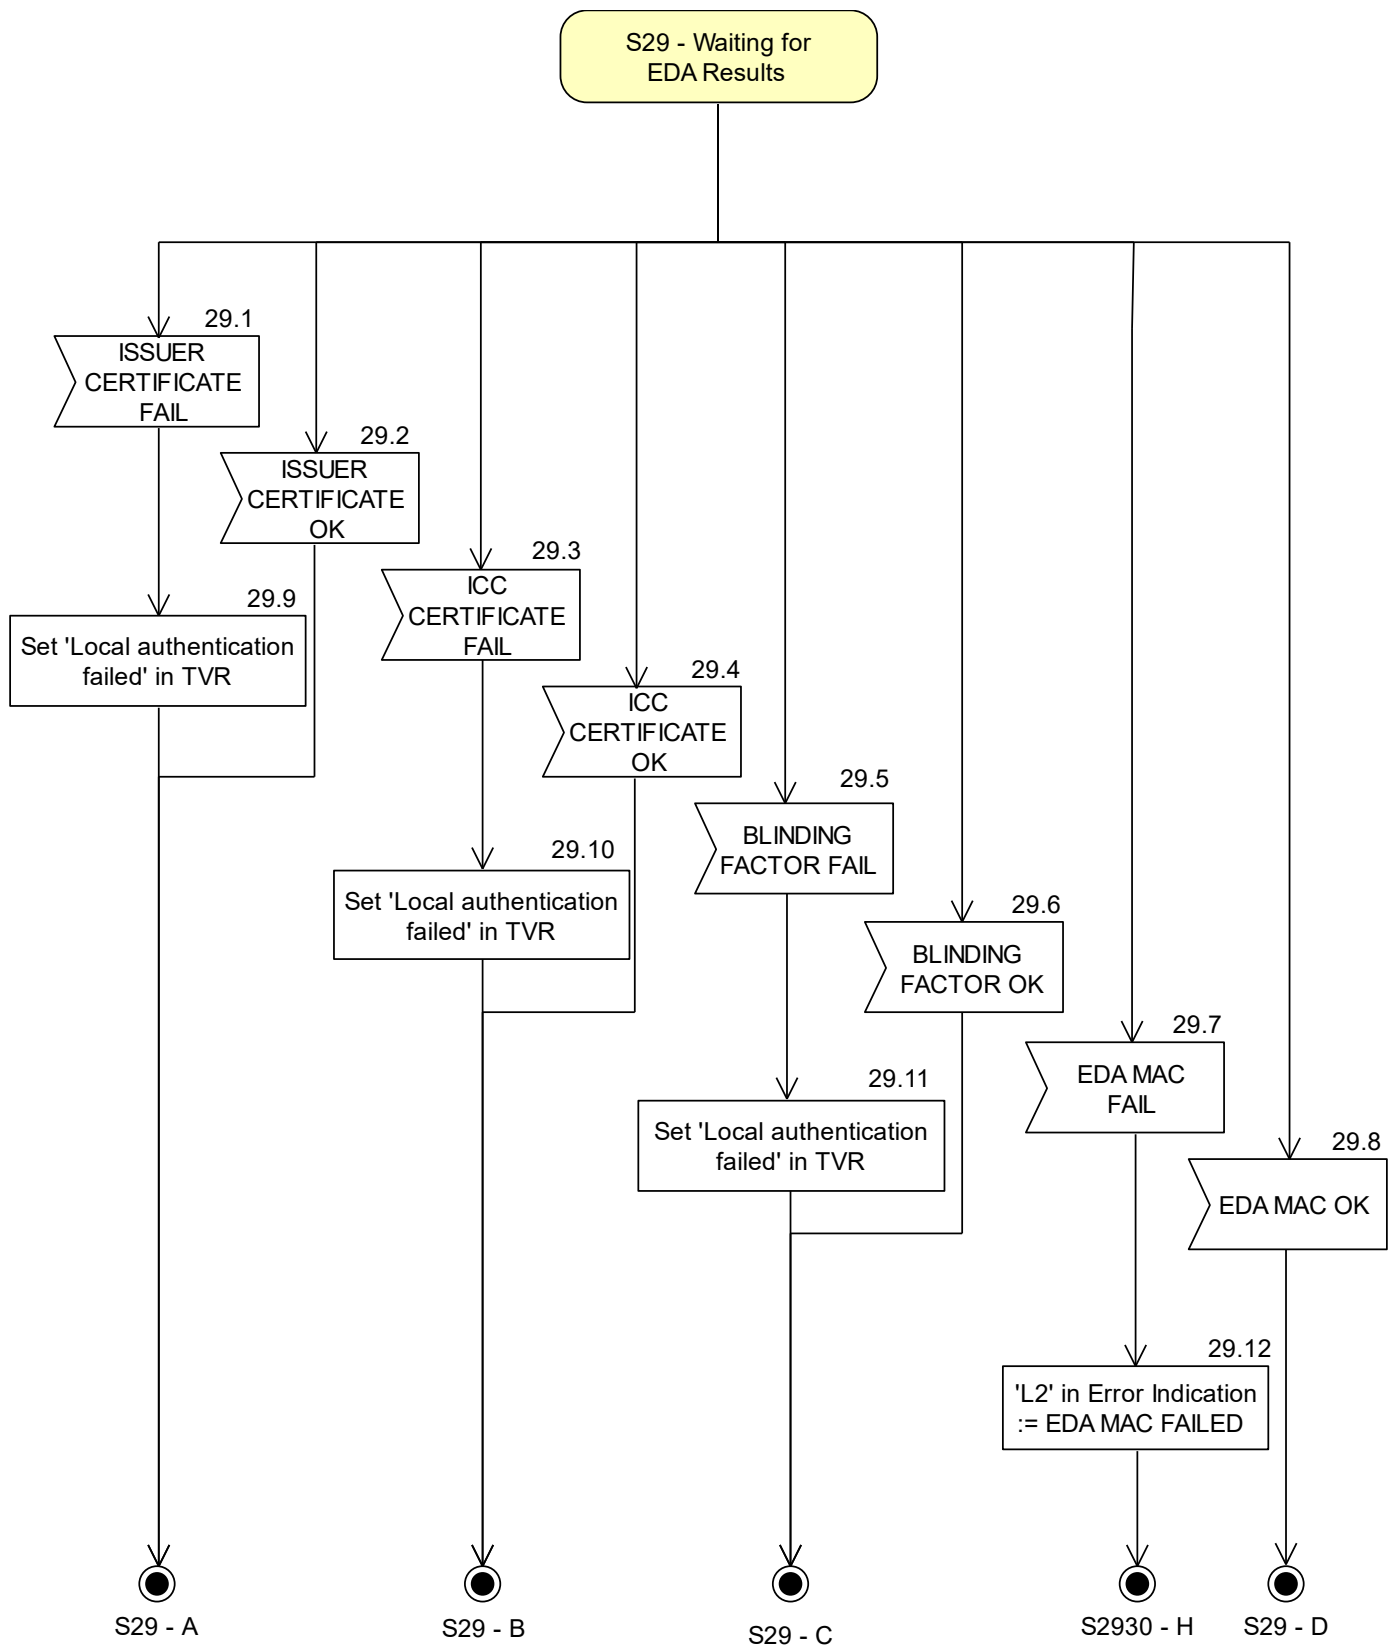 S29 - Waiting for
EDA Results
29.1
ISSUER
CERTIFICATE
FAIL
29.2
ISSUER
CERTIFICATE
OK
29.3
ICC
CERTIFICATE
FAIL
29.9
Set 'Local authentication
failed' in TVR
29.4
ICC
CERTIFICATE
OK
29.5
BLINDING
FACTOR FAIL
29.10
Set 'Local authentication
failed' in TVR
29.6
BLINDING
FACTOR OK
29.7
EDA MAC
FAIL
29.11
Set 'Local authentication
failed' in TVR
29.8
EDA MAC OK
29.12
'L2' in Error Indication
:= EDA MAC FAILED
S29 - A
S29 - B
S29 - C
S2930 - H
S29 - D